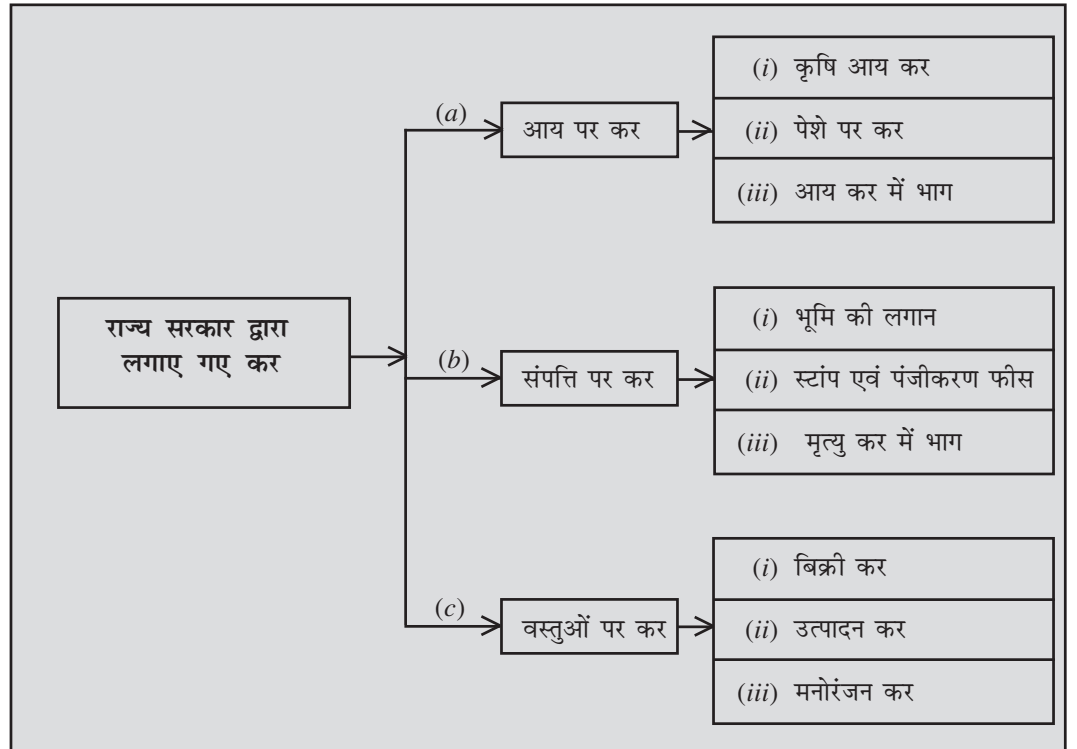 राज्य सरकार द्वारा
लगाए गए कर
(a)
आय पर कर
(i) कृषि आय कर
(ii) पेशे पर कर
(iii) आय कर में भाग
(b)
संपत्ति पर कर
(i) भूमि की लगान
(ii) स्टांप एवं पंजीकरण फीस
(iii) मृत्यु कर में भाग
(c)
वस्तुओं पर कर
(i) बिक्री कर
(ii) उत्पादन कर
(iii) मनोरंजन कर